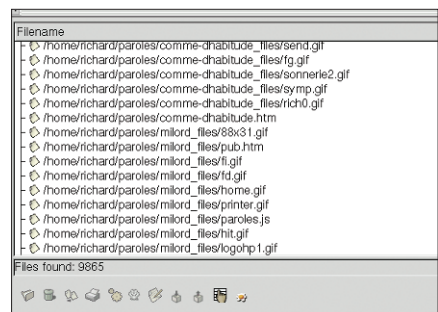 Filename
/home/richard/paroles/comme-dhabitude_files/send.gif
/home/richard/paroles/comme-dhabitude_files/fg.gif
/home/richard/paroles/comme-dhabitude_files/sonnerie2.gif
/home/richard/paroles/comme-dhabitude_files/symp.gif
/home/richard/paroles/comme-dhabitude_files/rich0.gif
/home/richard/paroles/comme-dhabitude.htm
/home/richard/paroles/milord_files/88x31.gif
/home/richard/paroles/milord_files/pub.htm
/home/richard/paroles/milord_files/fi.gif
/home/richard/paroles/milord_files/fd.gif
/home/richard/paroles/milord_files/home.gif
/home/richard/paroles/milord_files/printer.gif
/home/richard/paroles/milord_files/paroles.js
/home/richard/paroles/milord_files/hit.gif
/home/richard/paroles/milord_files/logohp1.gif
Files found: 9865